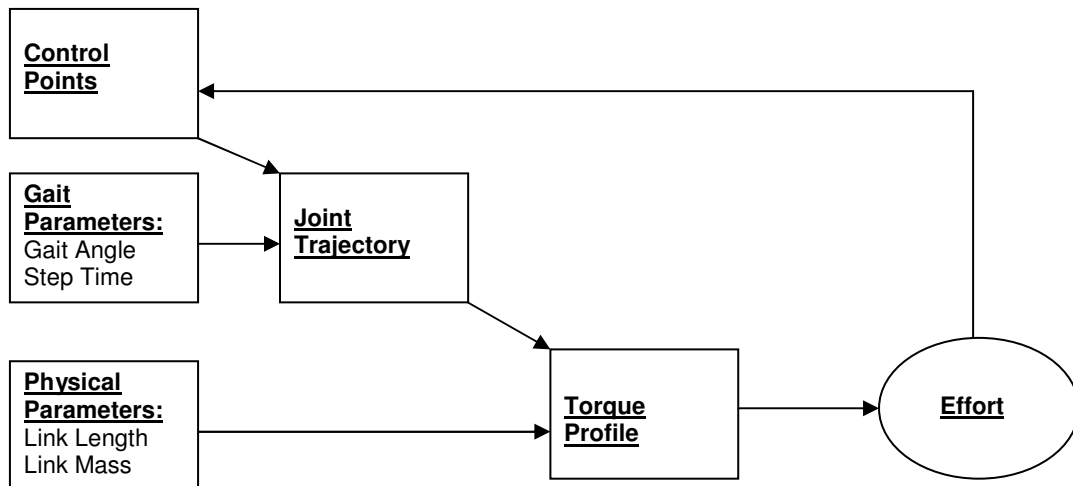 Control
Points
Gait
Parameters:
Gait Angle
Step Time
Joint
Trajectory
Physical
Parameters:
Link Length
Link Mass
Torque
Profile
Effort